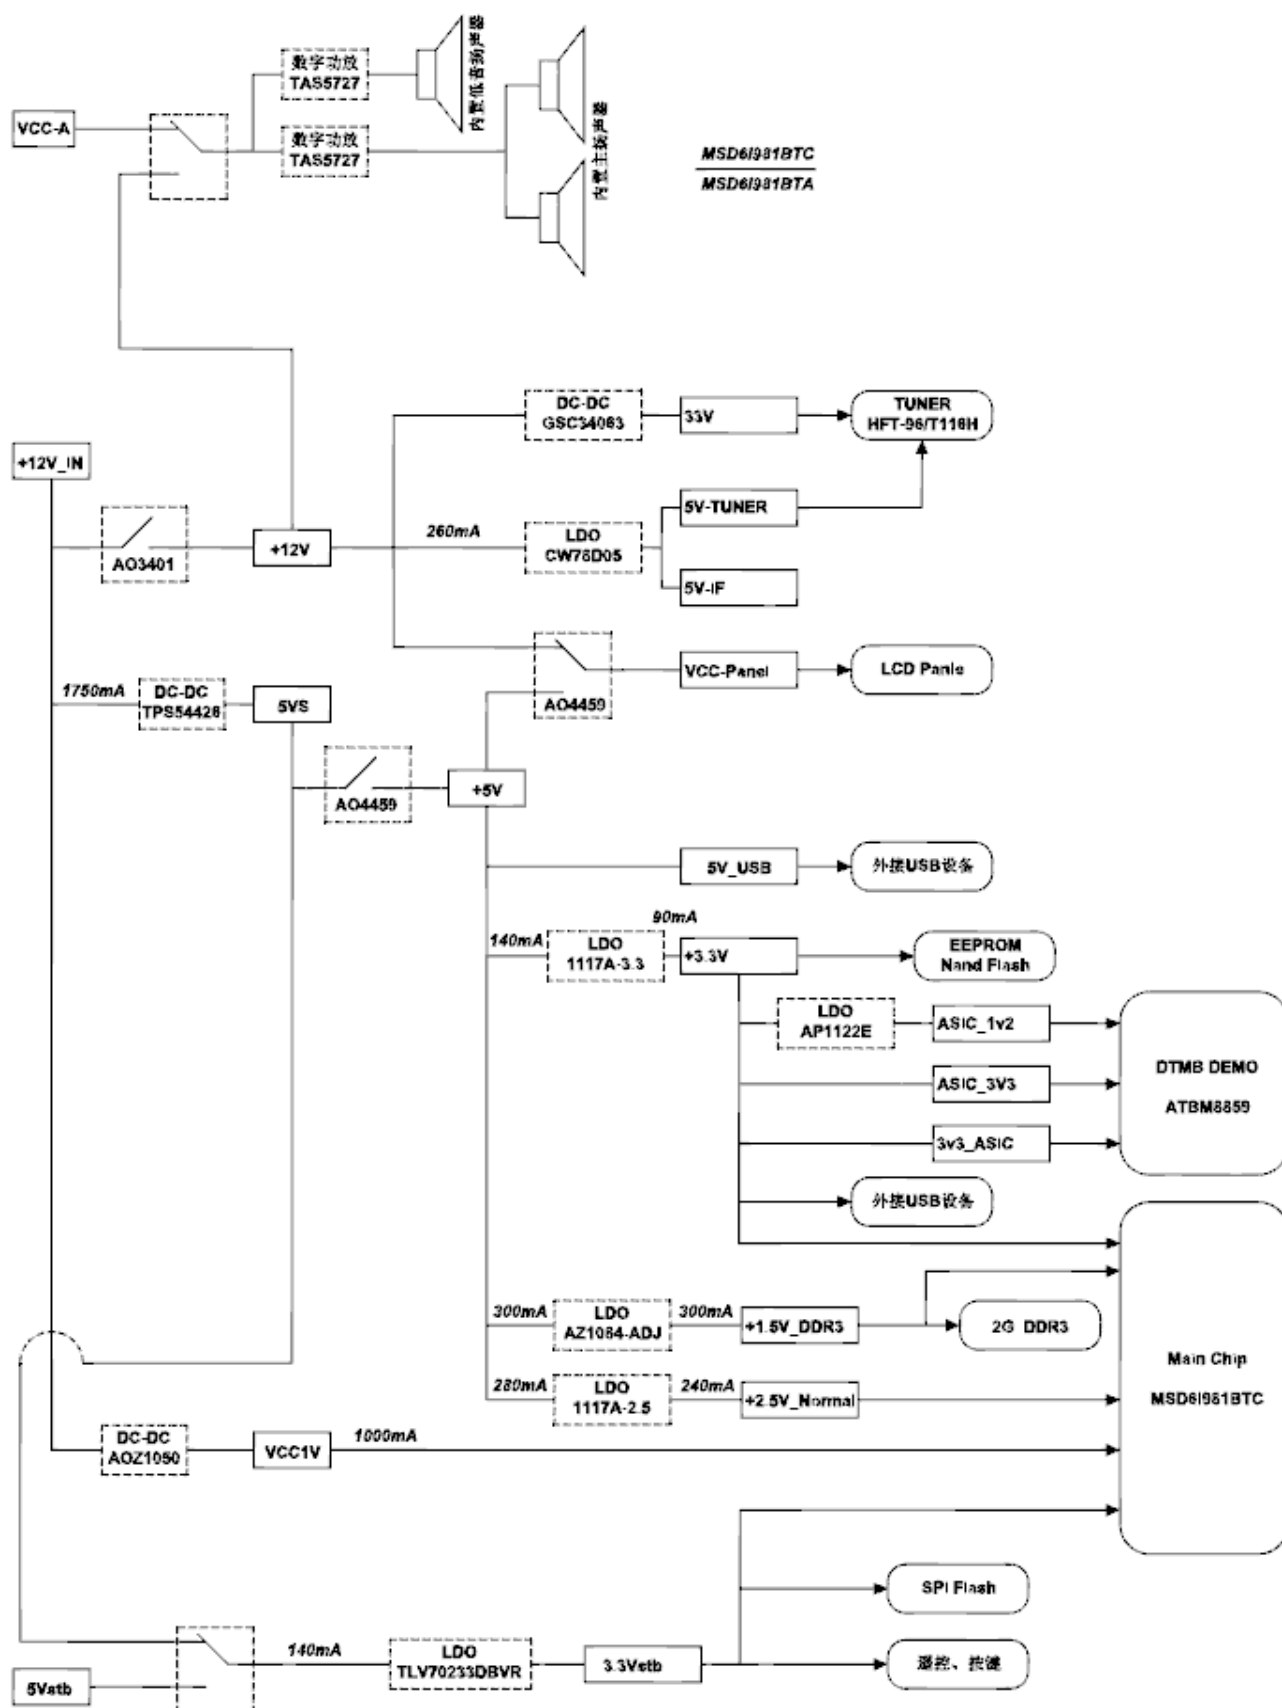 数字功放
TAS5727
内置低音扬声器
VCC-A
数字功放
TAS5727
内置主扬声器
MSD6I981BTC
MSD6I981BTA
DC-DC
GSC34063
33V
TUNER
HFT-96/T116H
+12V_IN
5V-TUNER
260mA
LDO
CW78D05
+12V
AO3401
5V-IF
VCC-Panel
LCD Panle
1750mA
DC-DC
TPS54426
5VS
AO4459
AO4459
+5V
5V_USB
外接USB设备
90mA
140mA
LDO
1117A-3.3
+3.3V
EEPROM
Nand Flash
LDO
AP1122E
ASIC_1v2
DTMB DEMO
ATBM8859
ASIC_3V3
3v3_ASIC
外接USB设备
300mA
LDO
AZ1084-ADJ
300mA
+1.5V_DDR3
2G DDR3
Main Chip
MSD6I981BTC
280mA
LDO
1117A-2.5
240mA
+2.5V_Normal
DC-DC
AOZ1050
VCC1V
1000mA
SPI Flash
140mA
LDO
TLV70233DBVR
3.3Vstb
遥控、按键
5Vstb